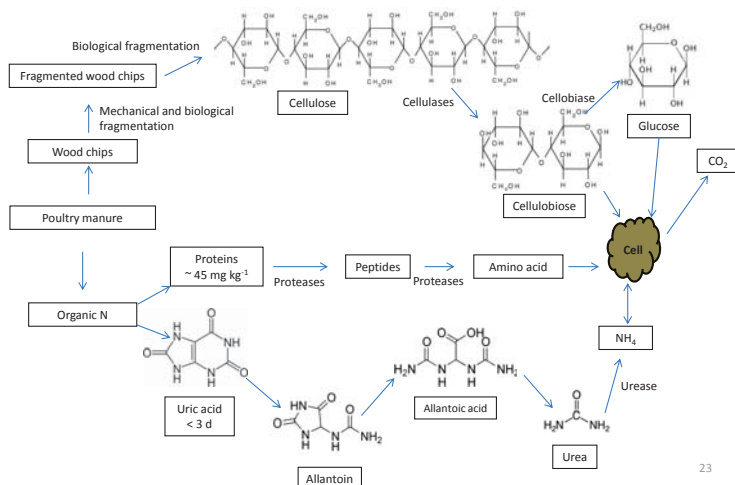 Biological fragmentation
Fragmented wood chips
Cellulose
Cellulases
Cellobiase
Glucose
Mechanical and biological
fragmentation
Wood chips
CO2
Cellulobiose
Poultry manure
Cell
Proteins
~ 45 mg kg-1
Proteases
Peptides
Proteases
Amino acid
Organic N
NH4
Urease
Uric acid
< 3 d
Allantoin
Allantoic acid
Urea
23